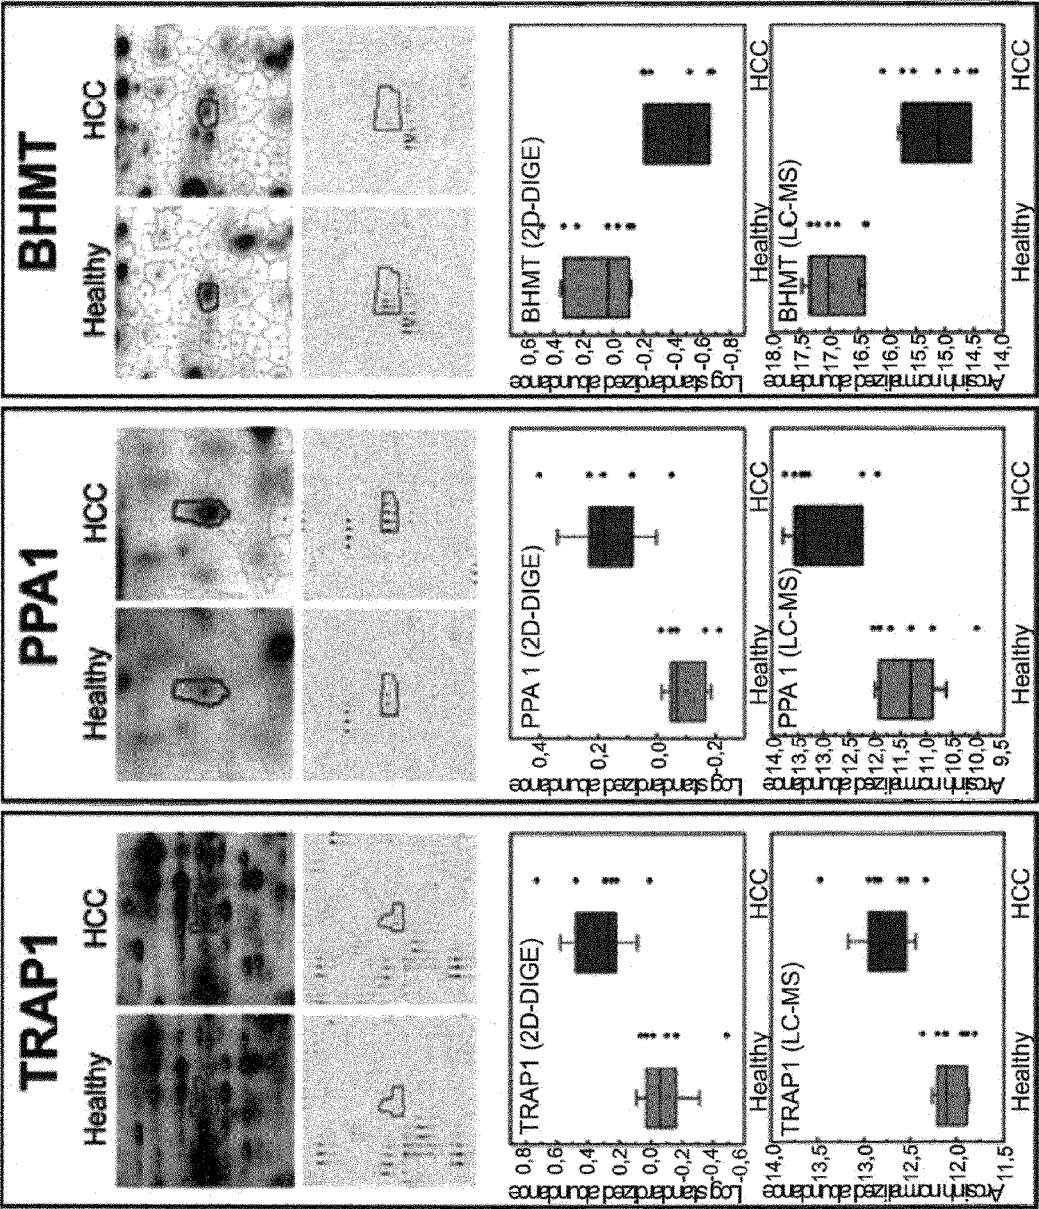 TRAP1
Healthy
HCC
TRAP1 (2D-DIGE)
Log standardized abundance
0,8
0,6
0,4
0,2
0,0
-0,2
-0,4
-0,6
Healthy
HCC
TRAP1 (LC-MS)
Arcsinh normalized abundance
14,0
13,5
13,0
12,5
12,0
11,5
Healthy
HCC
PPA1
Healthy
HCC
PPA 1 (2D-DIGE)
Log standardized abundance
0,4
0,2
0,0
-0,2
Healthy
HCC
PPA 1 (LC-MS)
Arcsinh normalized abundance
14,0
13,5
13,0
12,5
12,0
11,5
11,0
10,5
10,0
9,5
Healthy
HCC
BHMT
Healthy
HCC
BHMT (2D-DIGE)
Log standardized abundance
0,6
0,4
0,2
0,0
-0,2
-0,4
-0,6
-0,8
Healthy
HCC
BHMT (LC-MS)
Arcsinh normalized abundance
18,0
17,5
17,0
16,5
16,0
15,5
15,0
14,5
14,0
Healthy
HCC